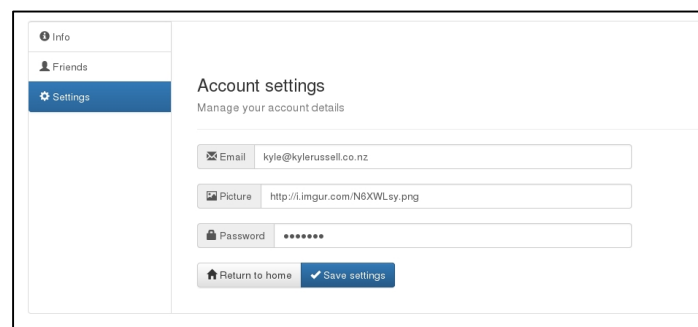 Info
Friends
Settings
Account settings
Manage your account details
Email kyle@kylerussell.co.nz
Picture http://i.imgur.com/N6XWLsy.png
Password •••••••
Return to home Save settings